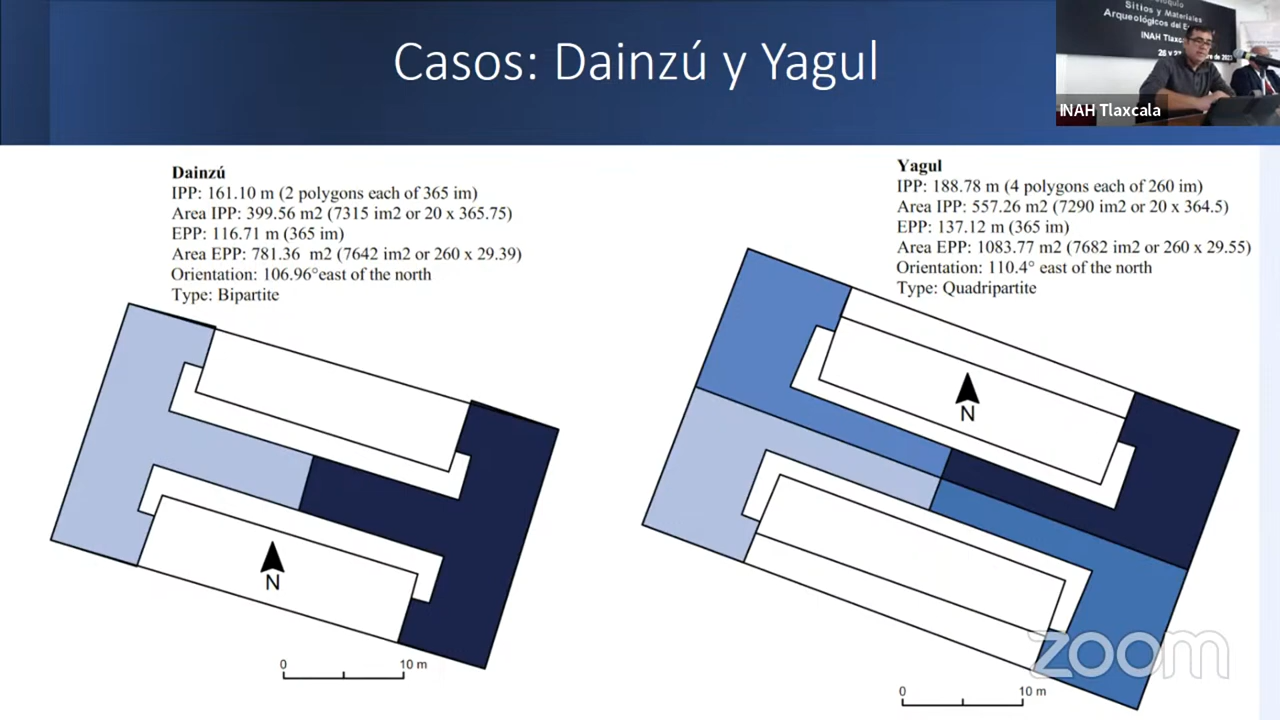 Casos: Dainzú y Yagul
Sitios y Materiales
Arqueológicos del
INAH
INAH Tlaxcala
Dainzú
IPP: 161.10 m (2 polygons each of 365 im)
Area IPP: 399.56 m2 (7315 im2 or 20 x 365.75)
EPP: 116.71 m (365 im)
Area EPP: 781.36  m2 (7642 im2 or 260 x 29.39)
Orientation: 106.96°east of the north
Type: Bipartite
Yagul
IPP: 188.78 m (4 polygons each of 260 im)
Area IPP: 557.26 m2 (7290 im2 or 20 x 364.5)
EPP: 137.12 m (365 im)
Area EPP: 1083.77 m2 (7682 im2 or 260 x 29.55)
Orientation: 110.4° east of the north
Type: Quadripartite
N
N
0 10 m
0 10 m
zoom